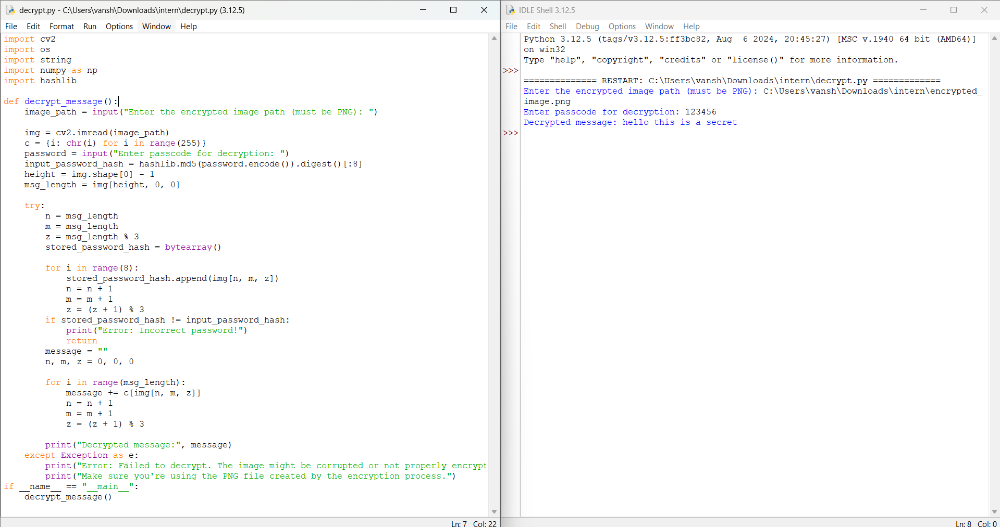 decrypt.py - C:\Users\vansh\Downloads\intern\decrypt.py (3.12.5)
File Edit Format Run Options Window Help
import cv2
import os
import string
import numpy as np
import hashlib

def decrypt_message():
    image_path = input("Enter the encrypted image path (must be PNG): ")

    img = cv2.imread(image_path)
    c = {i: chr(i) for i in range(255)}
    password = input("Enter passcode for decryption: ")
    input_password_hash = hashlib.md5(password.encode()).digest()[:8]
    height = img.shape[0] - 1
    msg_length = img[height, 0, 0]

    try:
        n = msg_length
        m = msg_length
        z = msg_length % 3
        stored_password_hash = bytearray()

        for i in range(8):
            stored_password_hash.append(img[n, m, z])
            n = n + 1
            m = m + 1
            z = (z + 1) % 3
        if stored_password_hash != input_password_hash:
            print("Error: Incorrect password!")
            return
        message = ""
        n, m, z = 0, 0, 0

        for i in range(msg_length):
            message += c[img[n, m, z]]
            n = n + 1
            m = m + 1
            z = (z + 1) % 3

        print("Decrypted message:", message)
    except Exception as e:
        print("Error: Failed to decrypt. The image might be corrupted or not properly encrypt
        print("Make sure you're using the PNG file created by the encryption process.")
if __name__ == "__main__":
    decrypt_message()
Ln: 7 Col: 22
IDLE Shell 3.12.5
File Edit Shell Debug Options Window Help
Python 3.12.5 (tags/v3.12.5:ff3bc82, Aug  6 2024, 20:45:27) [MSC v.1940 64 bit (AMD64)]
on win32
Type "help", "copyright", "credits" or "license()" for more information.
>>>
============== RESTART: C:\Users\vansh\Downloads\intern\decrypt.py =============
Enter the encrypted image path (must be PNG): C:\Users\vansh\Downloads\intern\encrypted_
image.png
Enter passcode for decryption: 123456
Decrypted message: hello this is a secret
>>>
Ln: 8 Col: 0